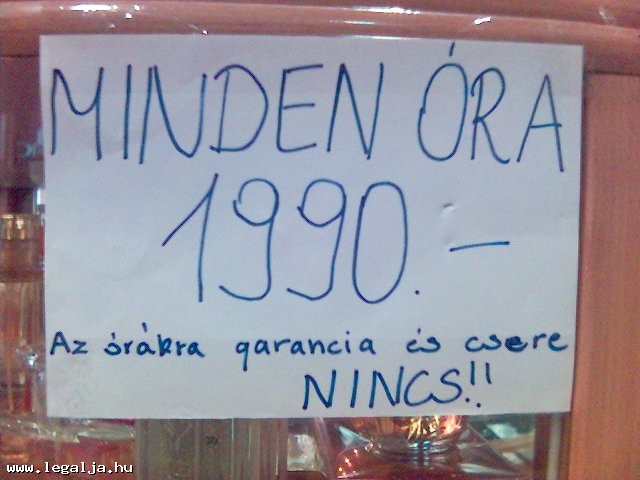 MINDEN ÓRA
1990.-
Az órákra garancia és csere
NINCS!!
www.legalja.hu